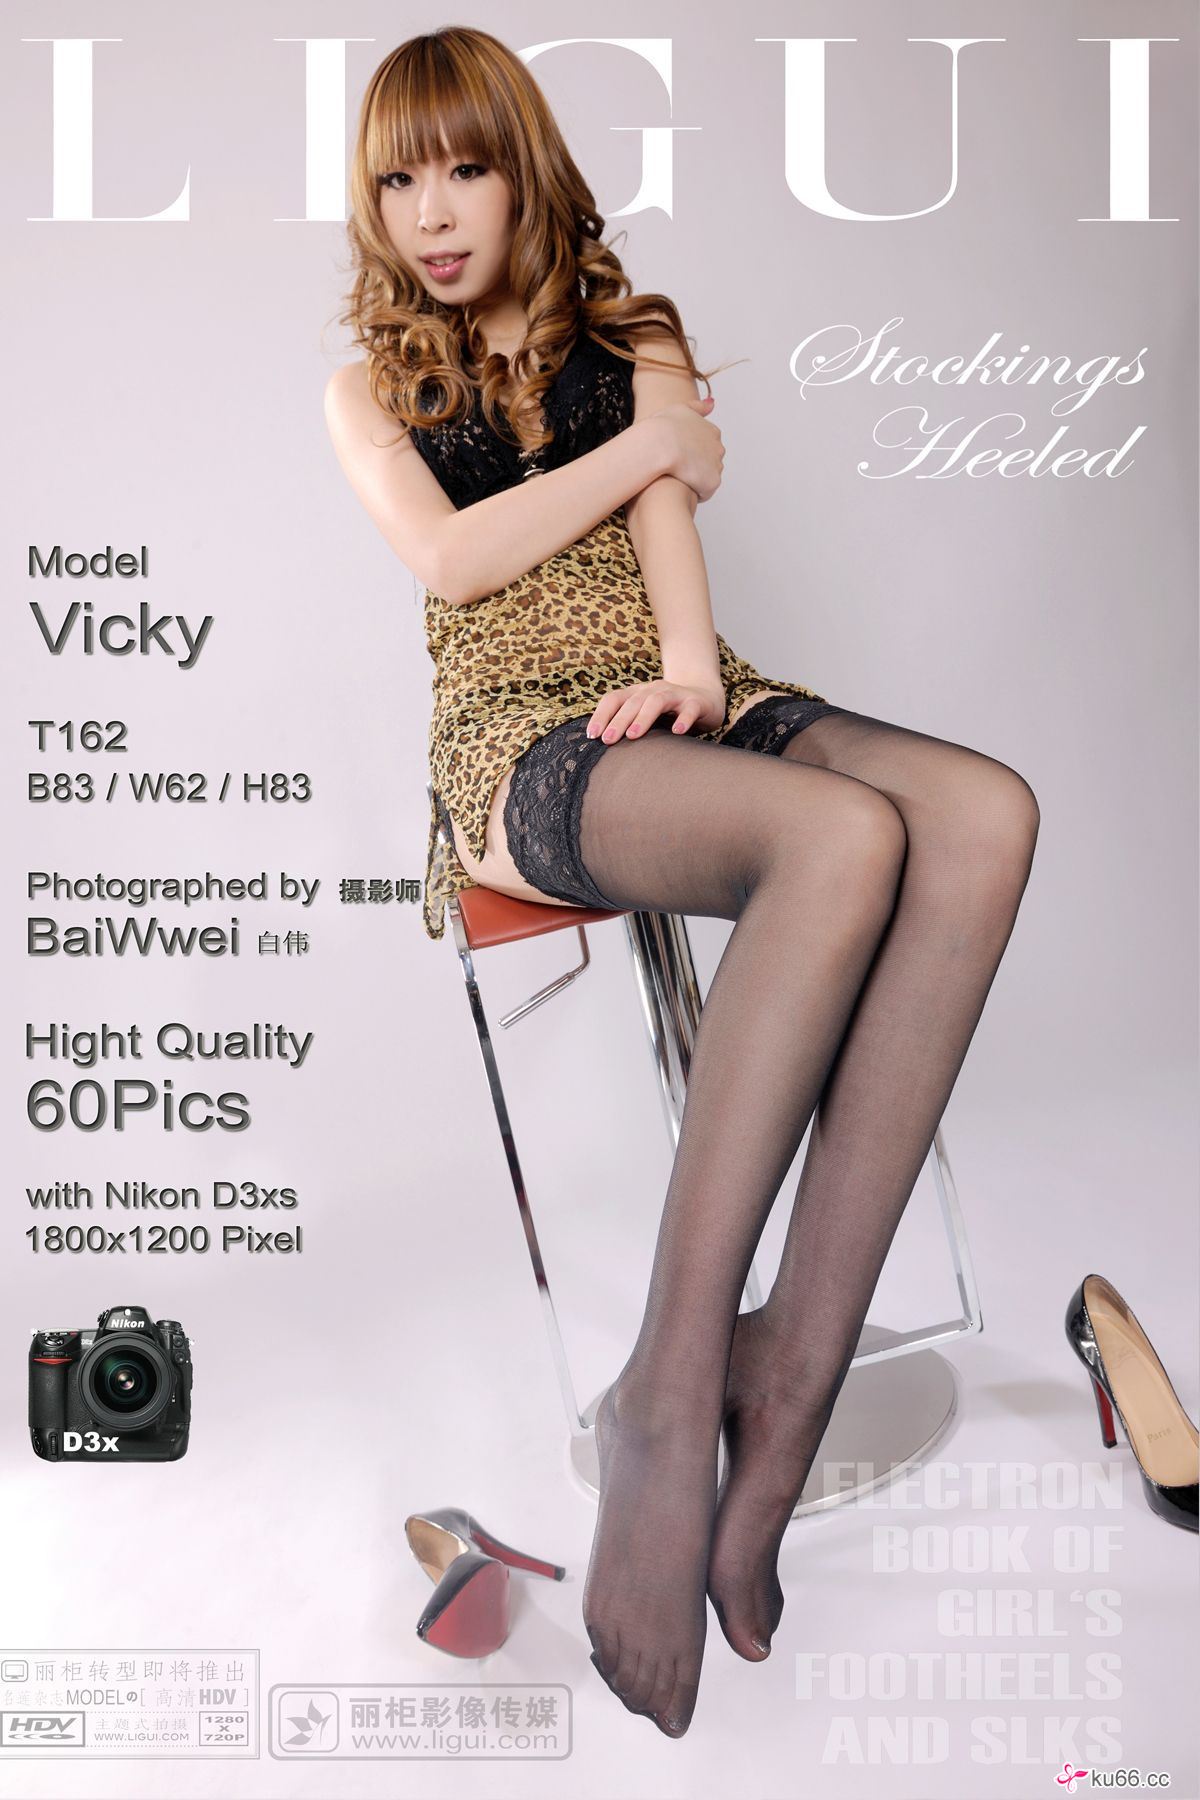 LIGUI
Stockings
Heeled
Model
Vicky
T162
B83 / W62 / H83
Photographed by 摄影师
BaiWwei 白伟
Hight Quality
60Pics
with Nikon D3xs
1800x1200 Pixel
Nikon
D3x
Paris
ELECTRON
BOOK OF
GIRL'S
FOOTHEELS
AND SLKS
丽柜转型即将推出
名莲杂志MODELの[高清HDV]
HDV 主题式拍摄 1280
WWW.LIGUI.COM X 720P
丽柜影像传媒
www.ligui.com
ku66.cc